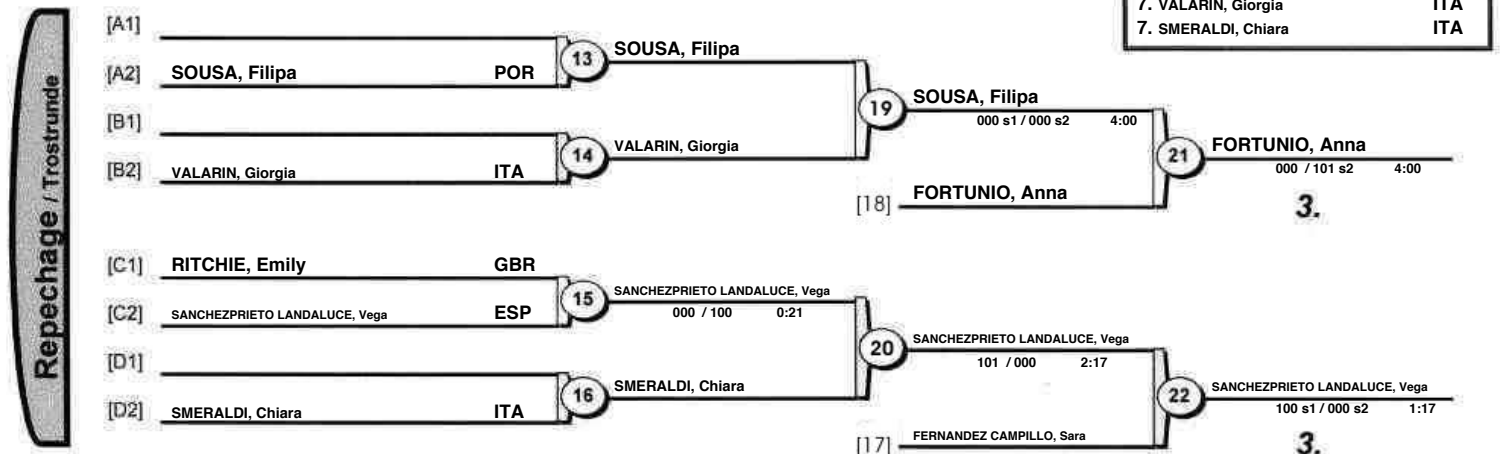 7. VALARIN, Giorgia ITA
7. SMERALDI, Chiara ITA
Repechage / Trostrunde
[A1]
[A2] SOUSA, Filipa POR
13 SOUSA, Filipa
[B1]
[B2] VALARIN, Giorgia ITA
14 VALARIN, Giorgia
19 SOUSA, Filipa
000 s1 / 000 s2 4:00
[18] FORTUNIO, Anna
21 FORTUNIO, Anna
000 / 101 s2 4:00
3.
[C1] RITCHIE, Emily GBR
[C2] SANCHEZPRIETO LANDALUCE, Vega ESP
15 SANCHEZPRIETO LANDALUCE, Vega
000 / 100 0:21
[D1]
[D2] SMERALDI, Chiara ITA
16 SMERALDI, Chiara
20 SANCHEZPRIETO LANDALUCE, Vega
101 / 000 2:17
[17] FERNANDEZ CAMPILLO, Sara
22 SANCHEZPRIETO LANDALUCE, Vega
100 s1 / 000 s2 1:17
3.